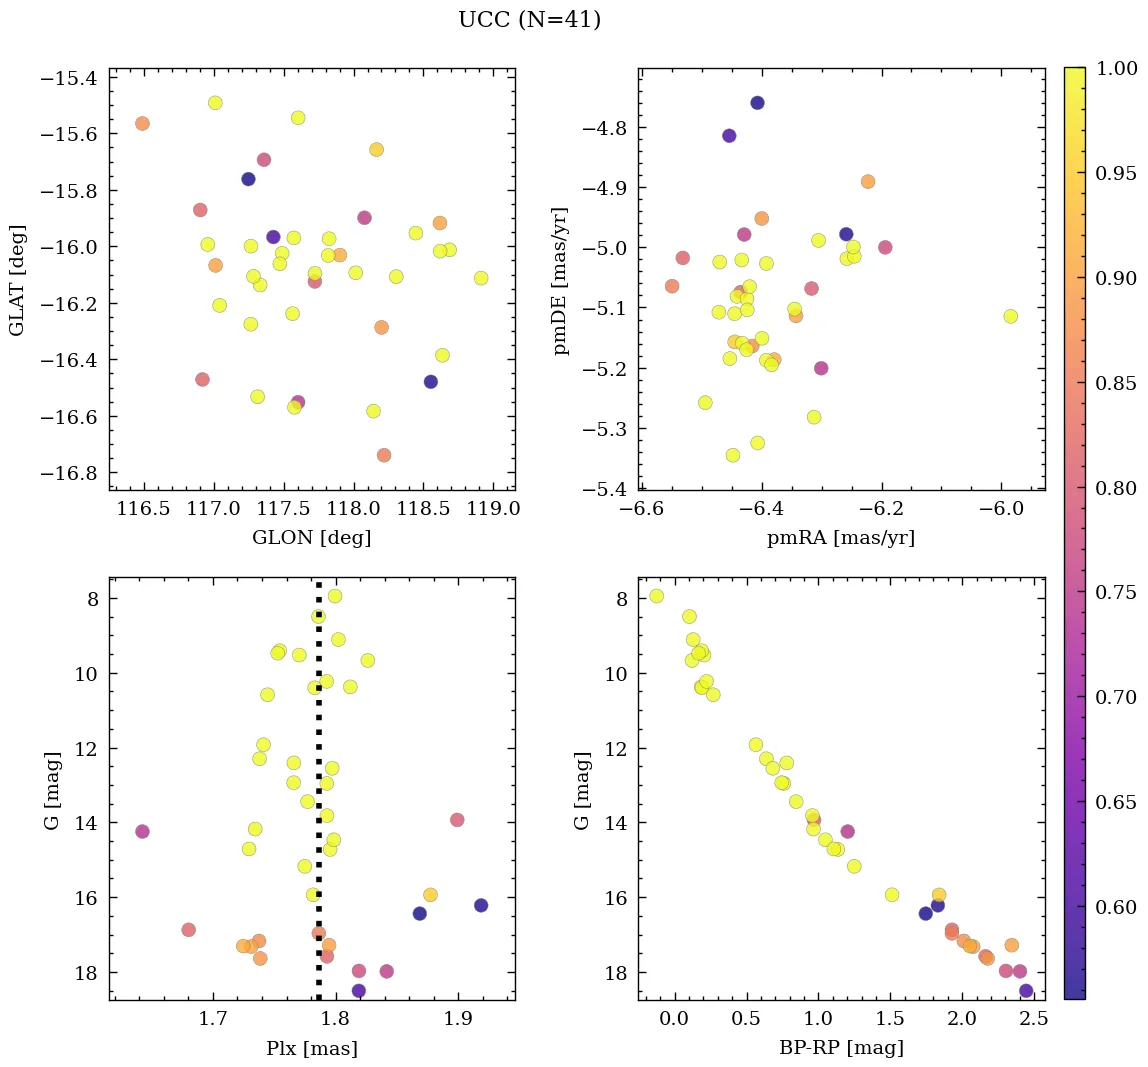 UCC (N=41)
−15.4
−15.6
−15.8
−16.0
−16.2
−16.4
−16.6
−16.8
GLAT [deg]
116.5 117.0 117.5 118.0 118.5 119.0
GLON [deg]
−4.8
−4.9
−5.0
−5.1
−5.2
−5.3
−5.4
pmDE [mas/yr]
−6.6 −6.4 −6.2 −6.0
pmRA [mas/yr]
8
10
12
14
16
18
G [mag]
1.7 1.8 1.9
Plx [mas]
8
10
12
14
16
18
G [mag]
0.0 0.5 1.0 1.5 2.0 2.5
BP-RP [mag]
1.00
0.95
0.90
0.85
0.80
0.75
0.70
0.65
0.60